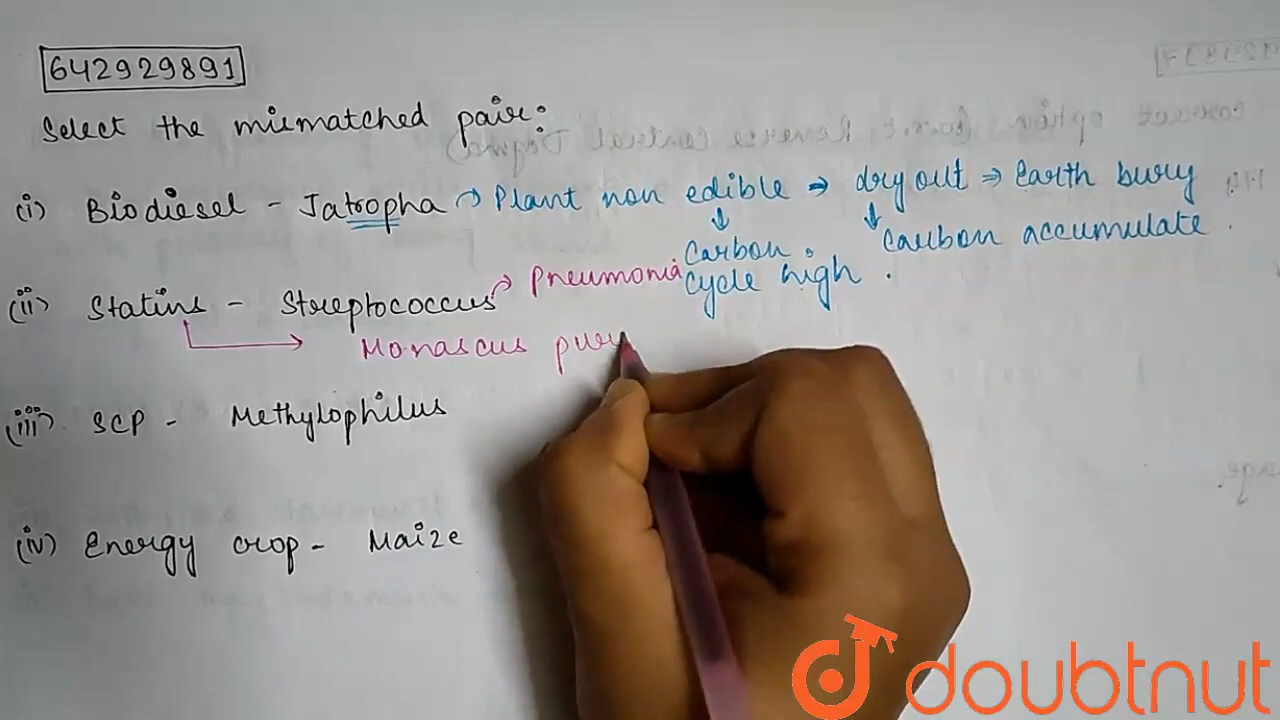 642929891
Select the mismatched pair:
(i) Biodiesel - Jatropha → Plant non edible ⇒ dry out ⇒ Earth bury
↓ Carbon cycle high. ↓ Carbon accumulate.
(ii) Statins - Streptococcus → Pneumonia
Monascus pur
(iii) SCP - Methylophilus
(iv) Energy crop - Maize
doubtnut